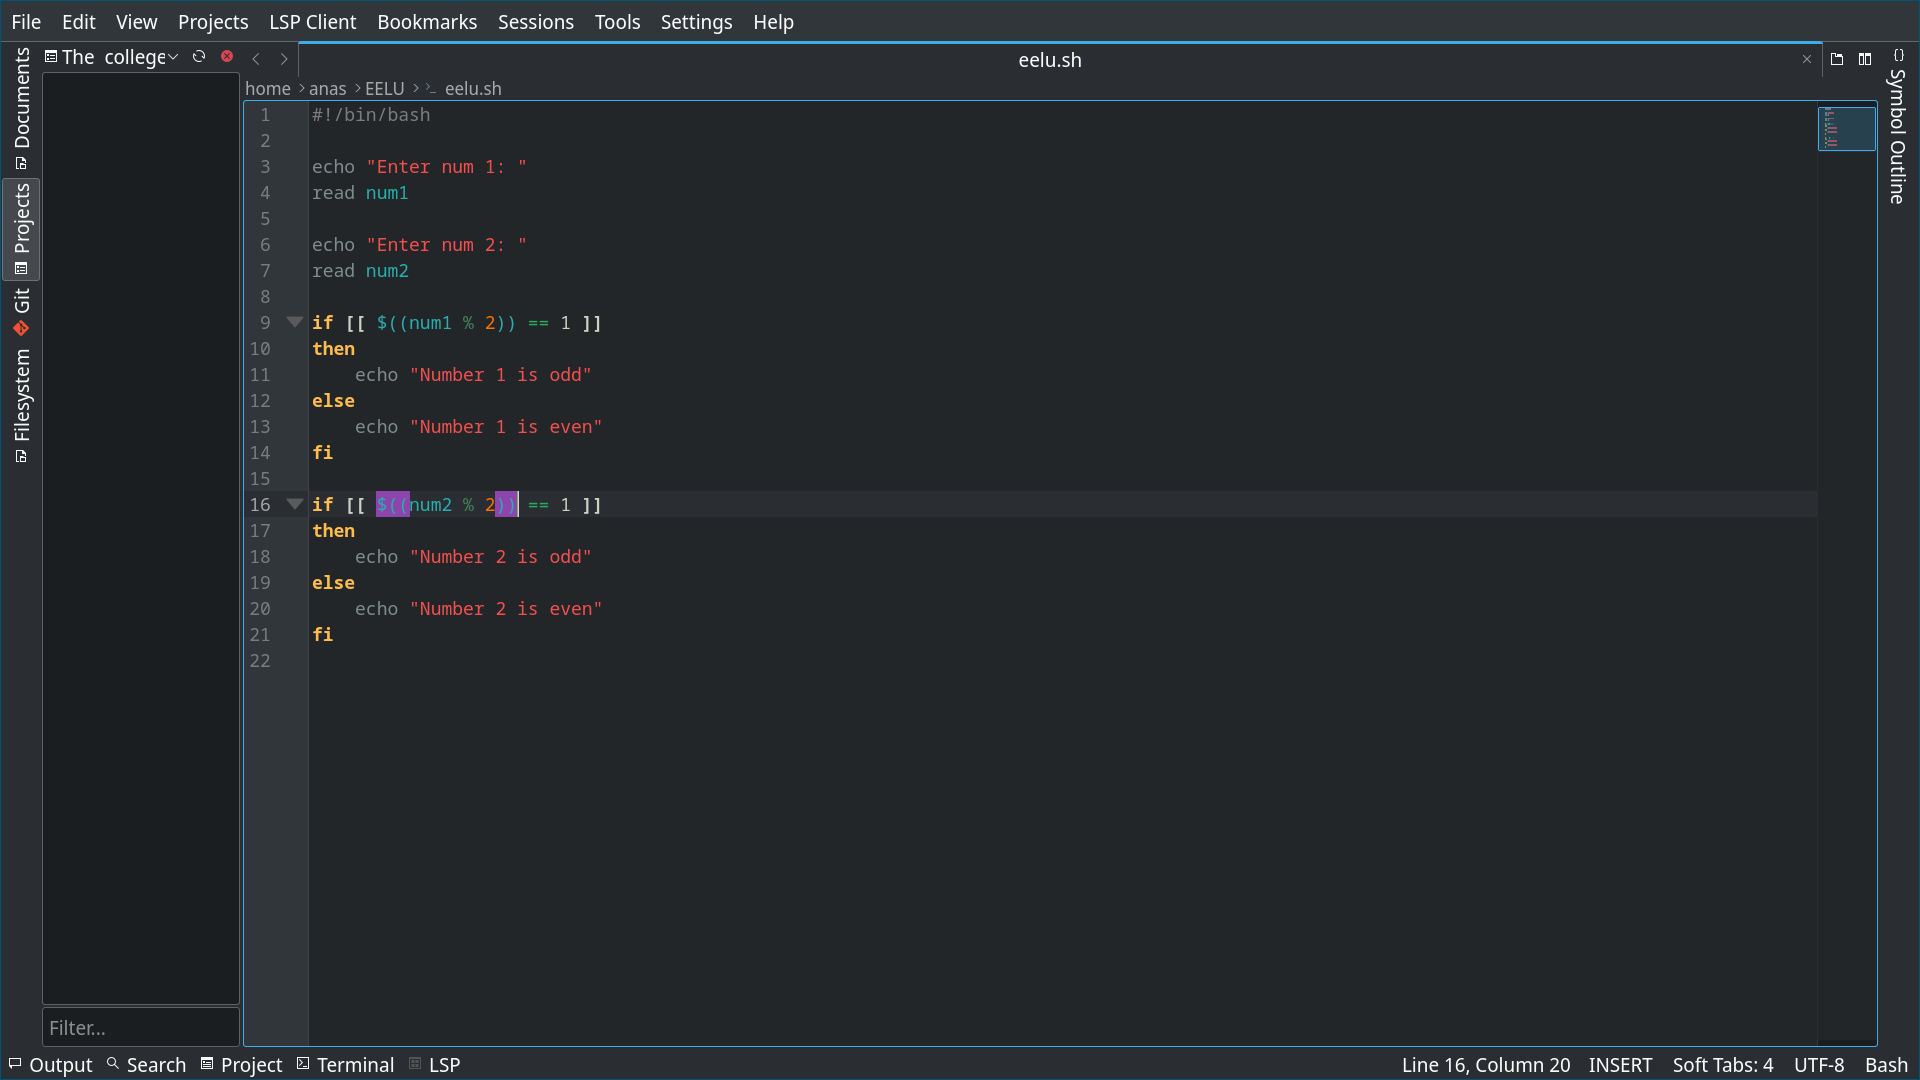 File Edit View Projects LSP Client Bookmarks Sessions Tools Settings Help
Documents
Projects
Git
Filesystem
The college
eelu.sh
home > anas > EELU > eelu.sh
1 #!/bin/bash
2
3 echo "Enter num 1: "
4 read num1
5
6 echo "Enter num 2: "
7 read num2
8
9 if [[ $((num1 % 2)) == 1 ]]
10 then
11     echo "Number 1 is odd"
12 else
13     echo "Number 1 is even"
14 fi
15
16 if [[ $((num2 % 2)) == 1 ]]
17 then
18     echo "Number 2 is odd"
19 else
20     echo "Number 2 is even"
21 fi
22
Symbol Outline
Filter...
Output Search Project Terminal LSP Line 16, Column 20 INSERT Soft Tabs: 4 UTF-8 Bash